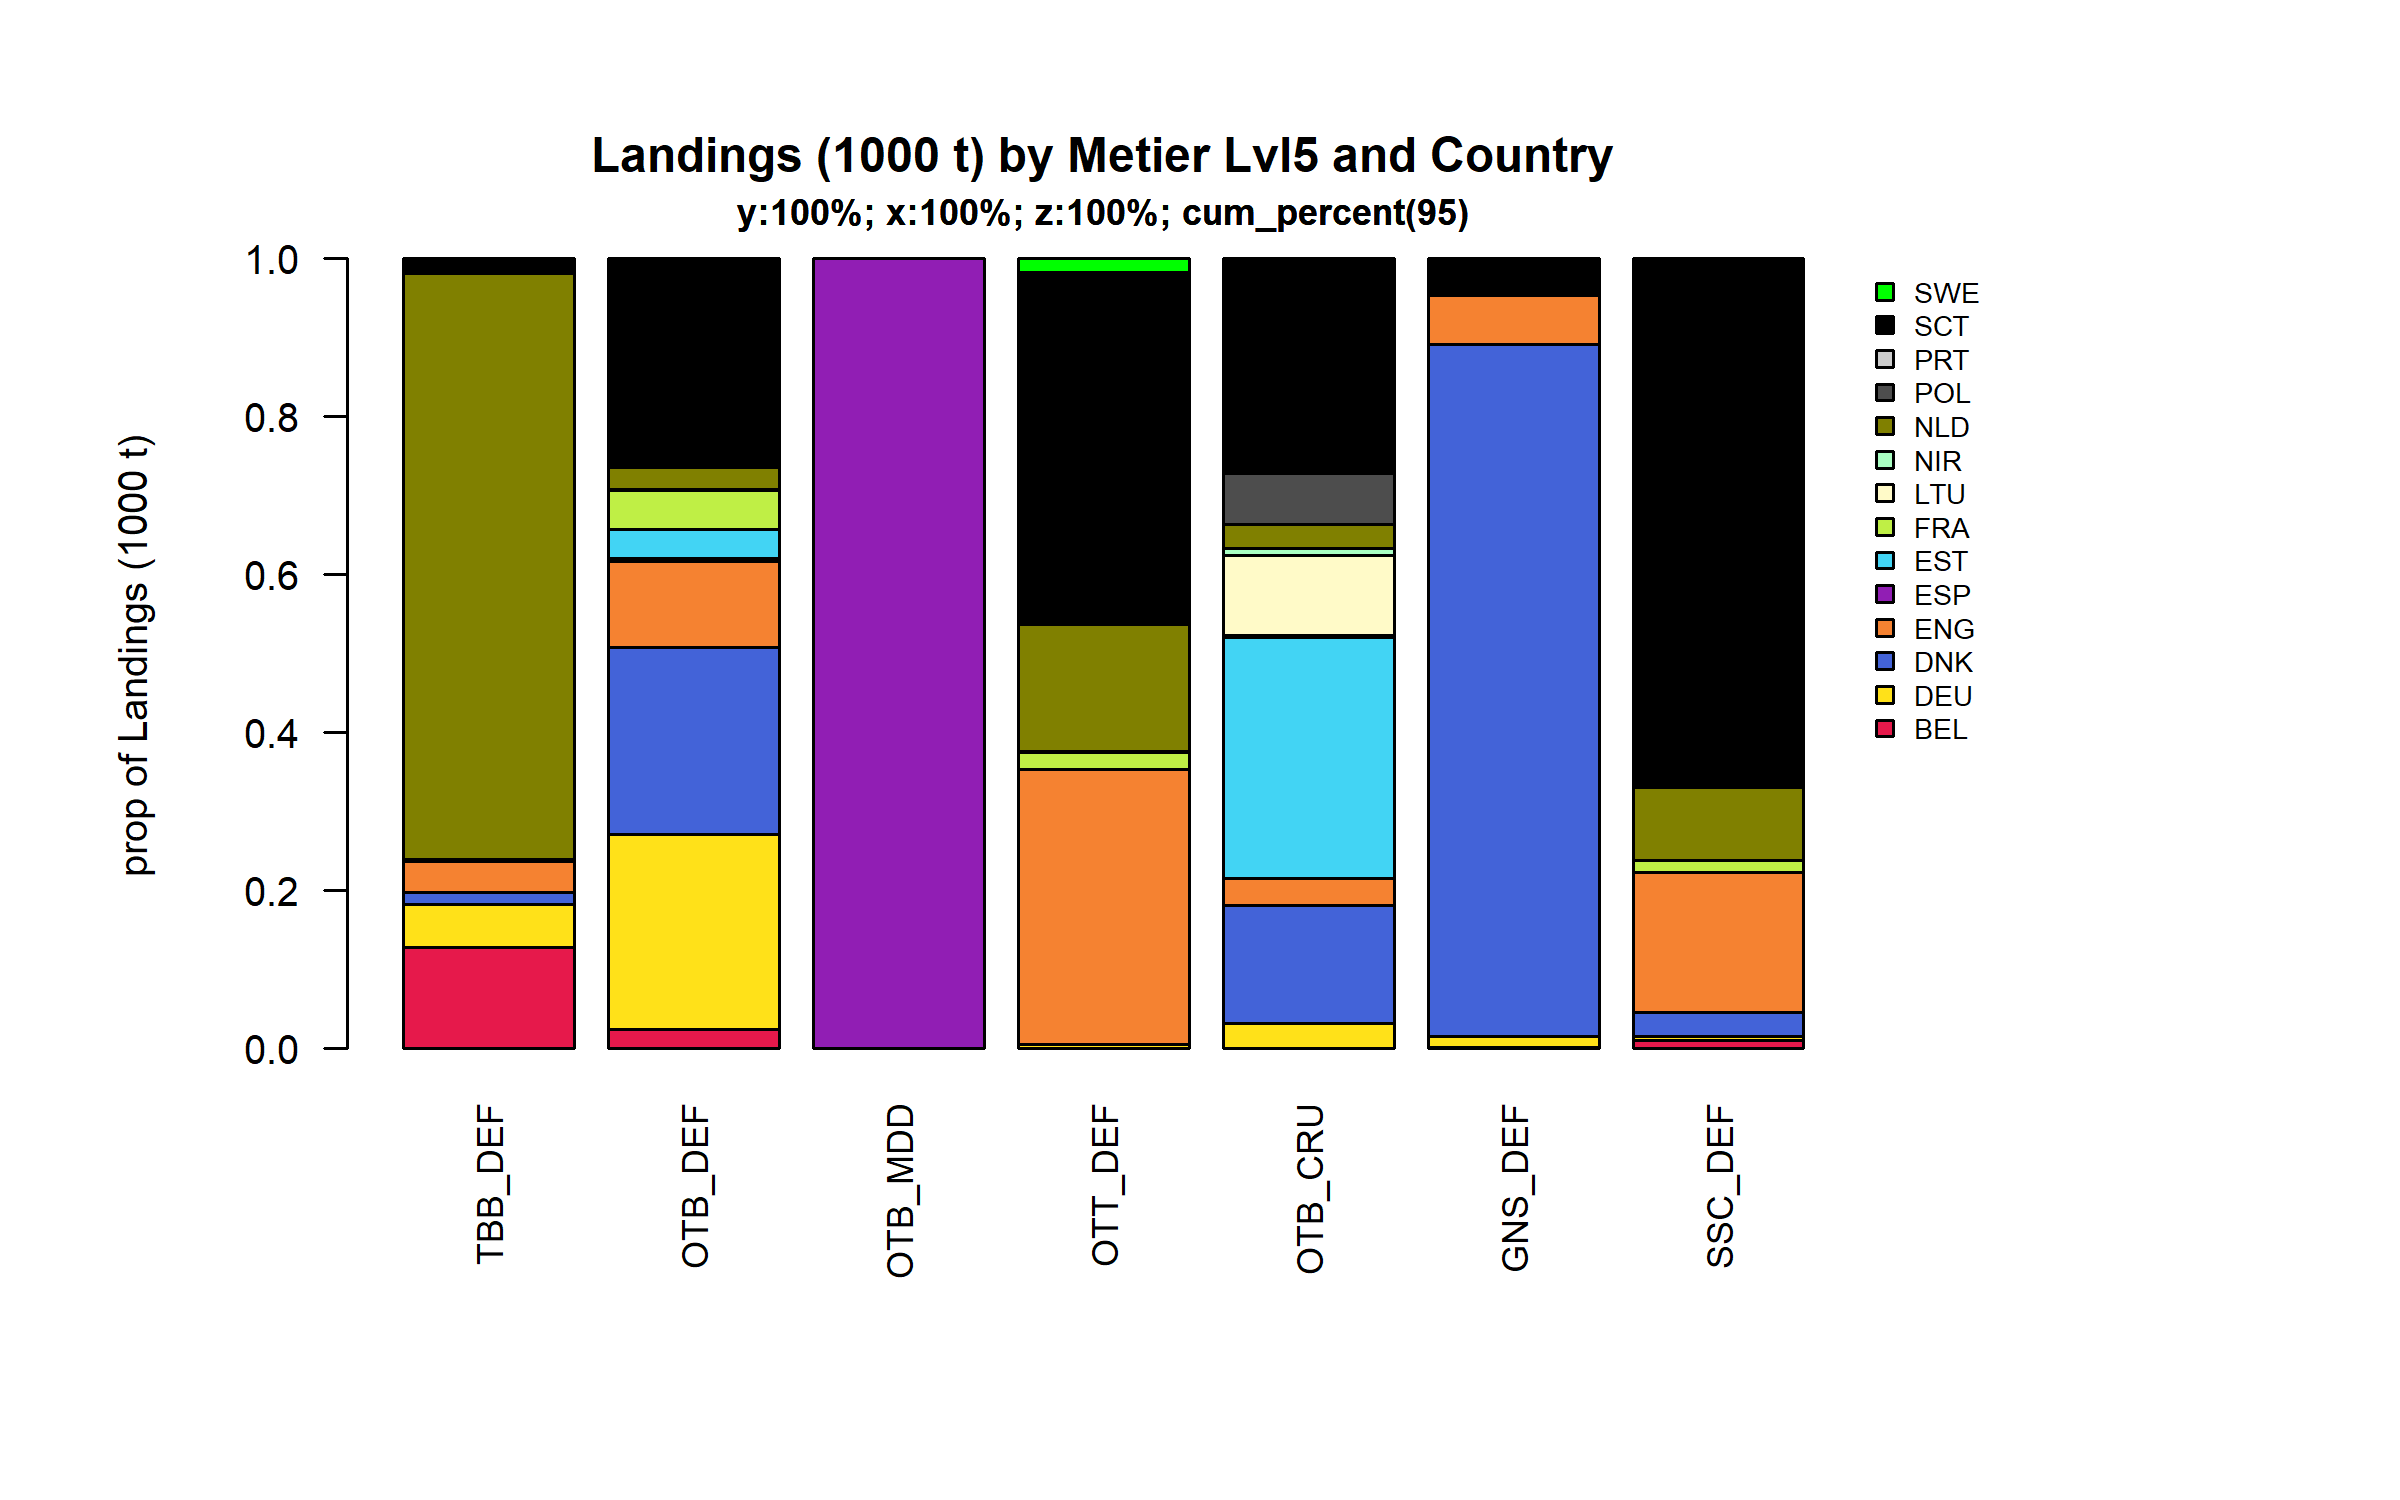 Landings (1000 t) by Metier Lvl5 and Country
y:100%; x:100%; z:100%; cum_percent(95)
prop of Landings (1000 t)
1.0
0.8
0.6
0.4
0.2
0.0
TBB_DEF
OTB_DEF
OTB_MDD
OTT_DEF
OTB_CRU
GNS_DEF
SSC_DEF
SWE
SCT
PRT
POL
NLD
NIR
LTU
FRA
EST
ESP
ENG
DNK
DEU
BEL